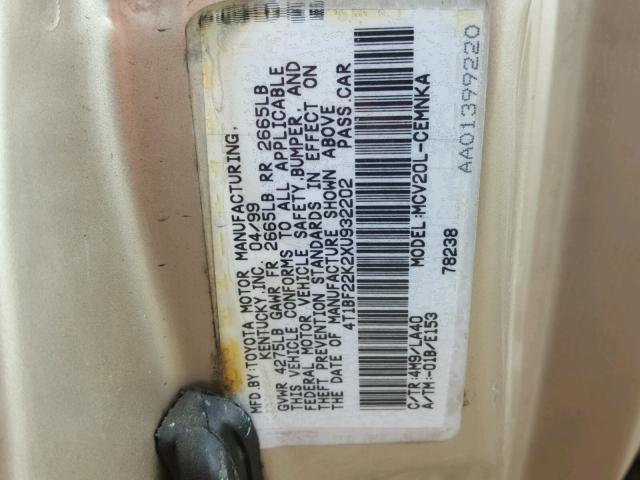 MFD.BY:TOYOTA MOTOR MANUFACTURING,
KENTUCKY,INC. 04/99
GVWR 4275LB GAWR FR 2665LB RR 2665LB
THIS VEHICLE CONFORMS TO ALL APPLICABLE
FEDERAL MOTOR VEHICLE SAFETY,BUMPER, AND
THEFT PREVENTION STANDARDS IN EFFECT ON
THE DATE OF MANUFACTURE SHOWN ABOVE
4T1BF22K2XU932202 PASS.CAR
C/TR:4M9/LA40 MODEL:MCV20L-CEMNKA
A/TM:-01B/E153
78238
AA01399220